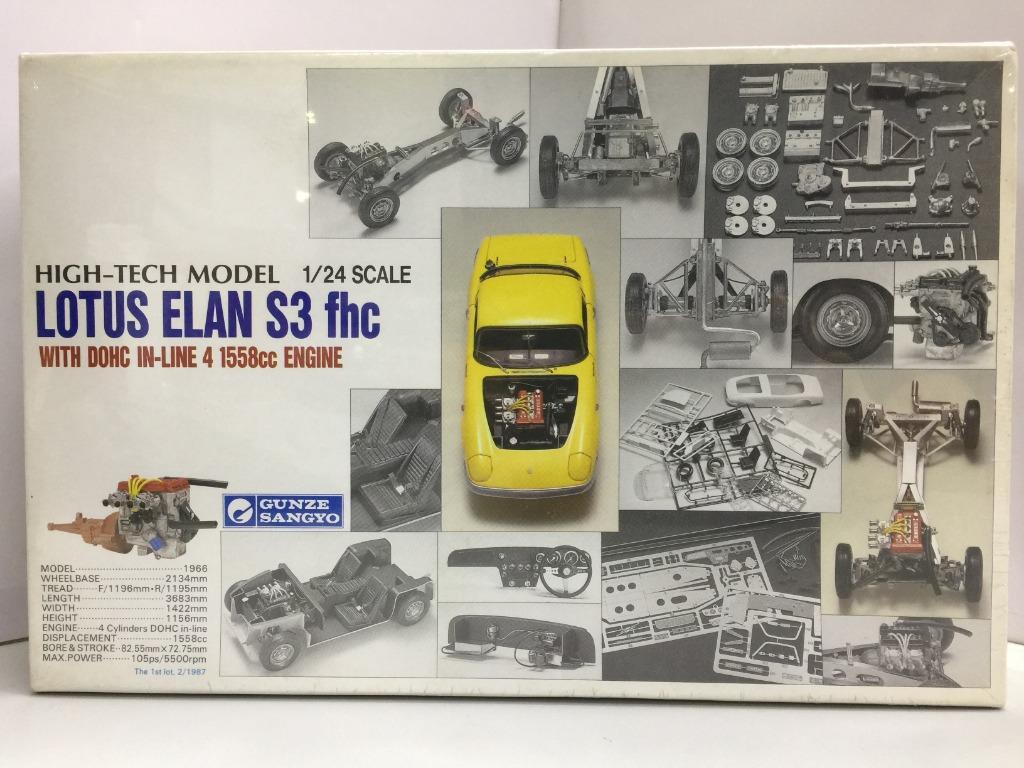 HIGH-TECH MODEL 1/24 SCALE
LOTUS ELAN S3 fhc
WITH DOHC IN-LINE 4 1558cc ENGINE
GUNZE
SANGYO
MODEL····························1966
WHEELBASE····················2134mm
TREAD·······F/1196mm·R/1195mm
LENGTH·························3683mm
WIDTH···························1422mm
HEIGHT··························1156mm
ENGINE······4 Cylinders DOHC in-line
DISPLACEMENT···············1558cc
BORE & STROKE··82.55mm×72.75mm
MAX.POWER·········105ps/5500rpm
The 1st lot, 2/1987